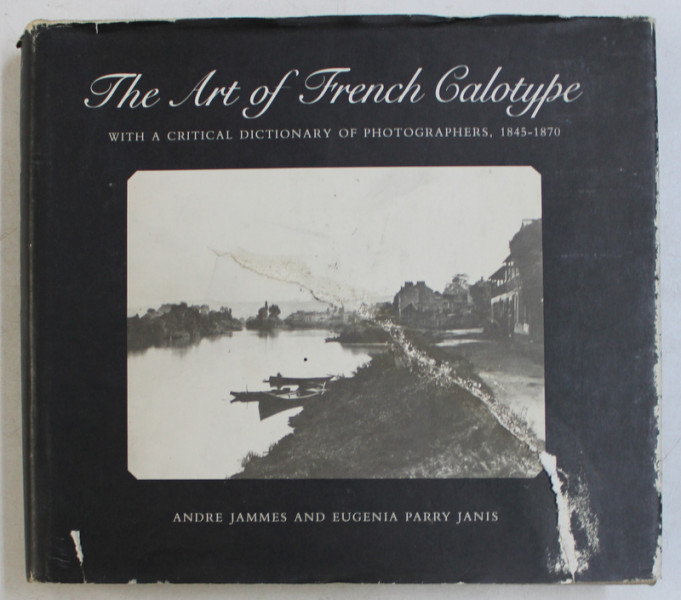 The Art of French Calotype
WITH A CRITICAL DICTIONARY OF PHOTOGRAPHERS, 1845-1870
ANDRE JAMMES AND EUGENIA PARRY JANIS